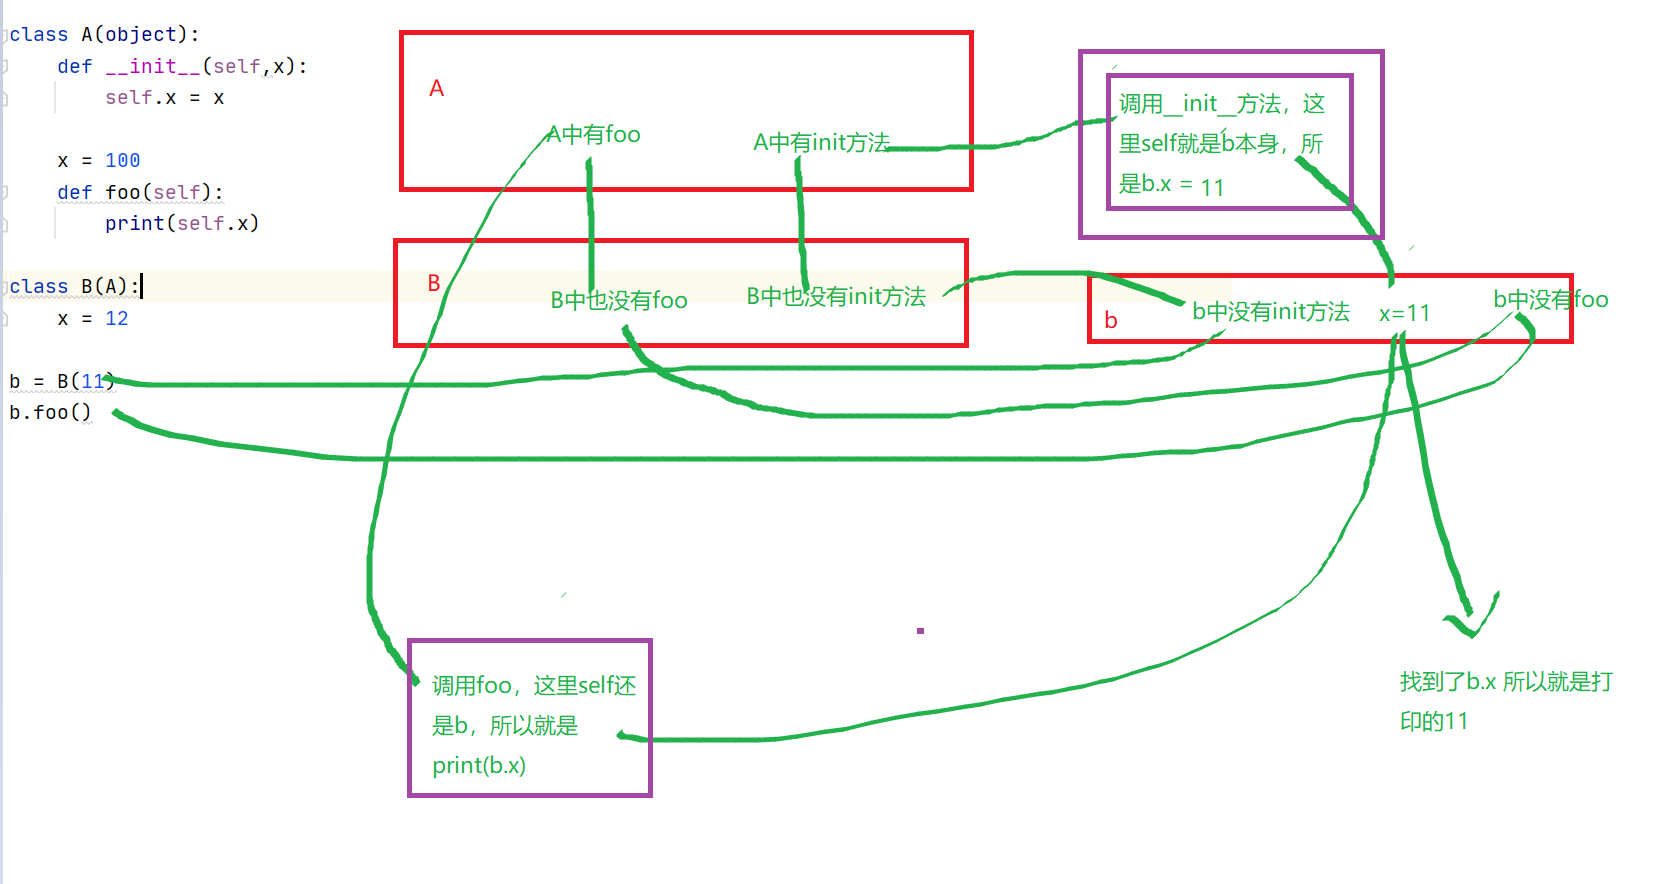 class A(object):
    def __init__(self,x):
        self.x = x
    x = 100
    def foo(self):
        print(self.x)
class B(A):
    x = 12
b = B(11)
b.foo()
A
A中有foo
A中有init方法
调用__init__方法，这
里self就是b本身，所
是b.x = 11
B
B中也没有foo
B中也没有init方法
b
b中没有init方法
x=11
b中没有foo
调用foo，这里self还
是b，所以就是
print(b.x)
找到了b.x 所以就是打
印的11